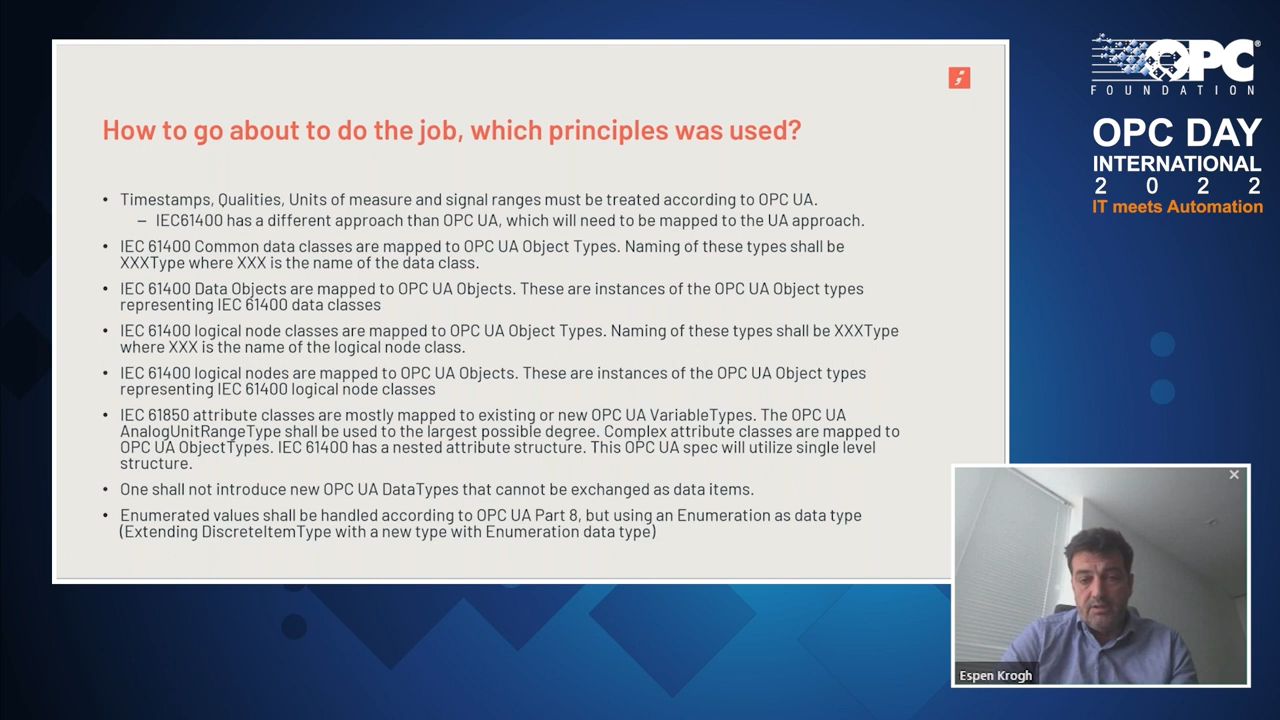 How to go about to do the job, which principles was used?
• Timestamps, Qualities, Units of measure and signal ranges must be treated according to OPC UA.
– IEC61400 has a different approach than OPC UA, which will need to be mapped to the UA approach.
• IEC 61400 Common data classes are mapped to OPC UA Object Types. Naming of these types shall be
XXXType where XXX is the name of the data class.
• IEC 61400 Data Objects are mapped to OPC UA Objects. These are instances of the OPC UA Object types
representing IEC 61400 data classes
• IEC 61400 logical node classes are mapped to OPC UA Object Types. Naming of these types shall be XXXType
where XXX is the name of the logical node class.
• IEC 61400 logical nodes are mapped to OPC UA Objects. These are instances of the OPC UA Object types
representing IEC 61400 logical node classes
• IEC 61850 attribute classes are mostly mapped to existing or new OPC UA VariableTypes. The OPC UA
AnalogUnitRangeType shall be used to the largest possible degree. Complex attribute classes are mapped to
OPC UA ObjectTypes. IEC 61400 has a nested attribute structure. This OPC UA spec will utilize single level
structure.
• One shall not introduce new OPC UA DataTypes that cannot be exchanged as data items.
• Enumerated values shall be handled according to OPC UA Part 8, but using an Enumeration as data type
(Extending DiscreteItemType with a new type with Enumeration data type)
OPC®
FOUNDATION
OPC DAY
INTERNATIONAL
2 0 2 2
IT meets Automation
Espen Krogh